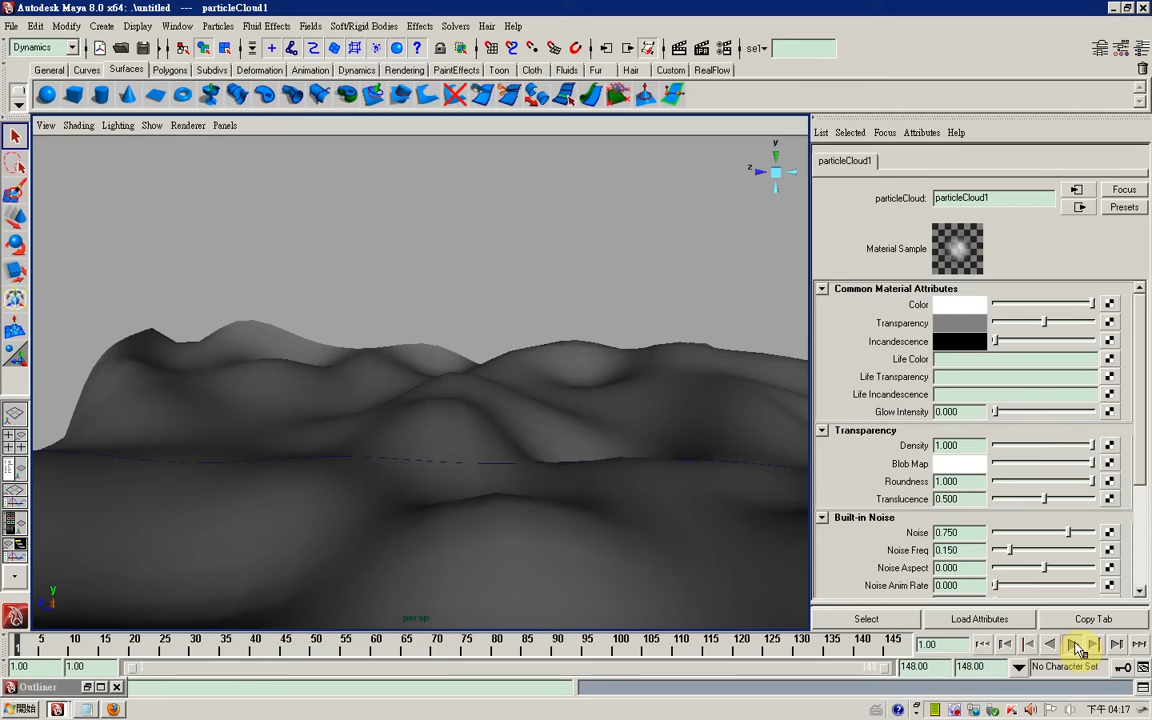 Autodesk Maya 8.0 x64: .\untitled   ---   particleCloud1
File Edit Modify Create Display Window Particles Fluid Effects Fields Soft/Rigid Bodies Effects Solvers Hair Help
Dynamics
sel
General Curves Surfaces Polygons Subdivs Deformation Animation Dynamics Rendering PaintEffects Toon Cloth Fluids Fur Hair Custom RealFlow
View Shading Lighting Show Renderer Panels
List Selected Focus Attributes Help
particleCloud1
particleCloud: particleCloud1
Focus
Presets
Material Sample
Common Material Attributes
Color
Transparency
Incandescence
Life Color
Life Transparency
Life Incandescence
Glow Intensity 0.000
Transparency
Density 1.000
Blob Map
Roundness 1.000
Translucence 0.500
Built-in Noise
Noise 0.750
Noise Freq 0.150
Noise Aspect 0.000
Noise Anim Rate 0.000
Select Load Attributes Copy Tab
y
z
y
persp
5 10 15 20 25 30 35 40 45 50 55 60 65 70 75 80 85 90 95 100 105 110 115 120 125 130 135 140 145
1.00
1.00 1.00 1 148 148.00 148.00 No Character Set
Outliner
開始
下午 04:17